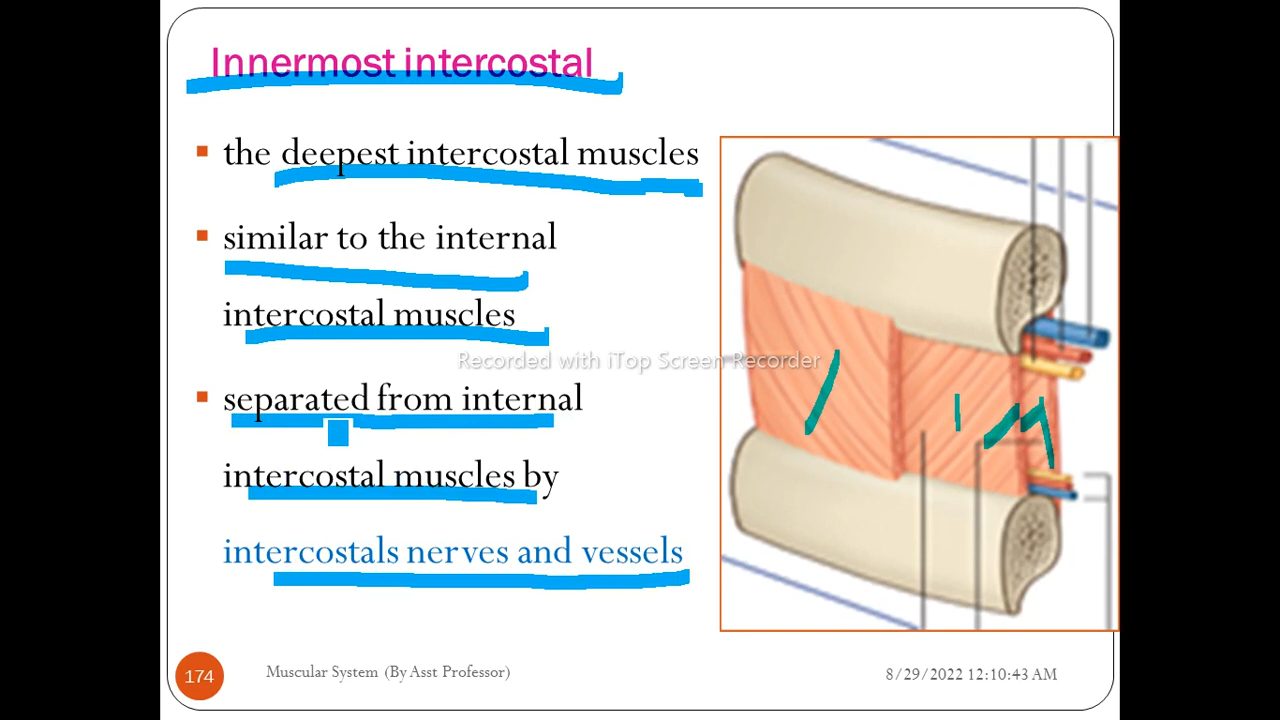 Innermost intercostal
▪ the deepest intercostal muscles
▪ similar to the internal
intercostal muscles
Recorded with iTop Screen Recorder
▪ separated from internal
intercostal muscles by
intercostals nerves and vessels
174
Muscular System (By Asst Professor)
8/29/2022 12:10:43 AM